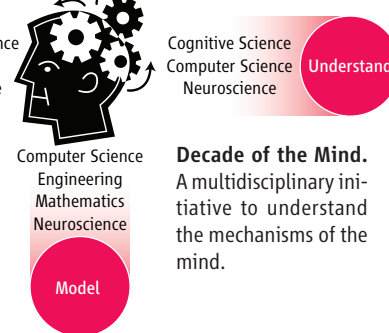 Cognitive Science
Computer Science
Neuroscience
Understand
Computer Science
Engineering
Mathematics
Neuroscience
Model
Decade of the Mind.
A multidisciplinary ini-
tiative to understand
the mechanisms of the
mind.